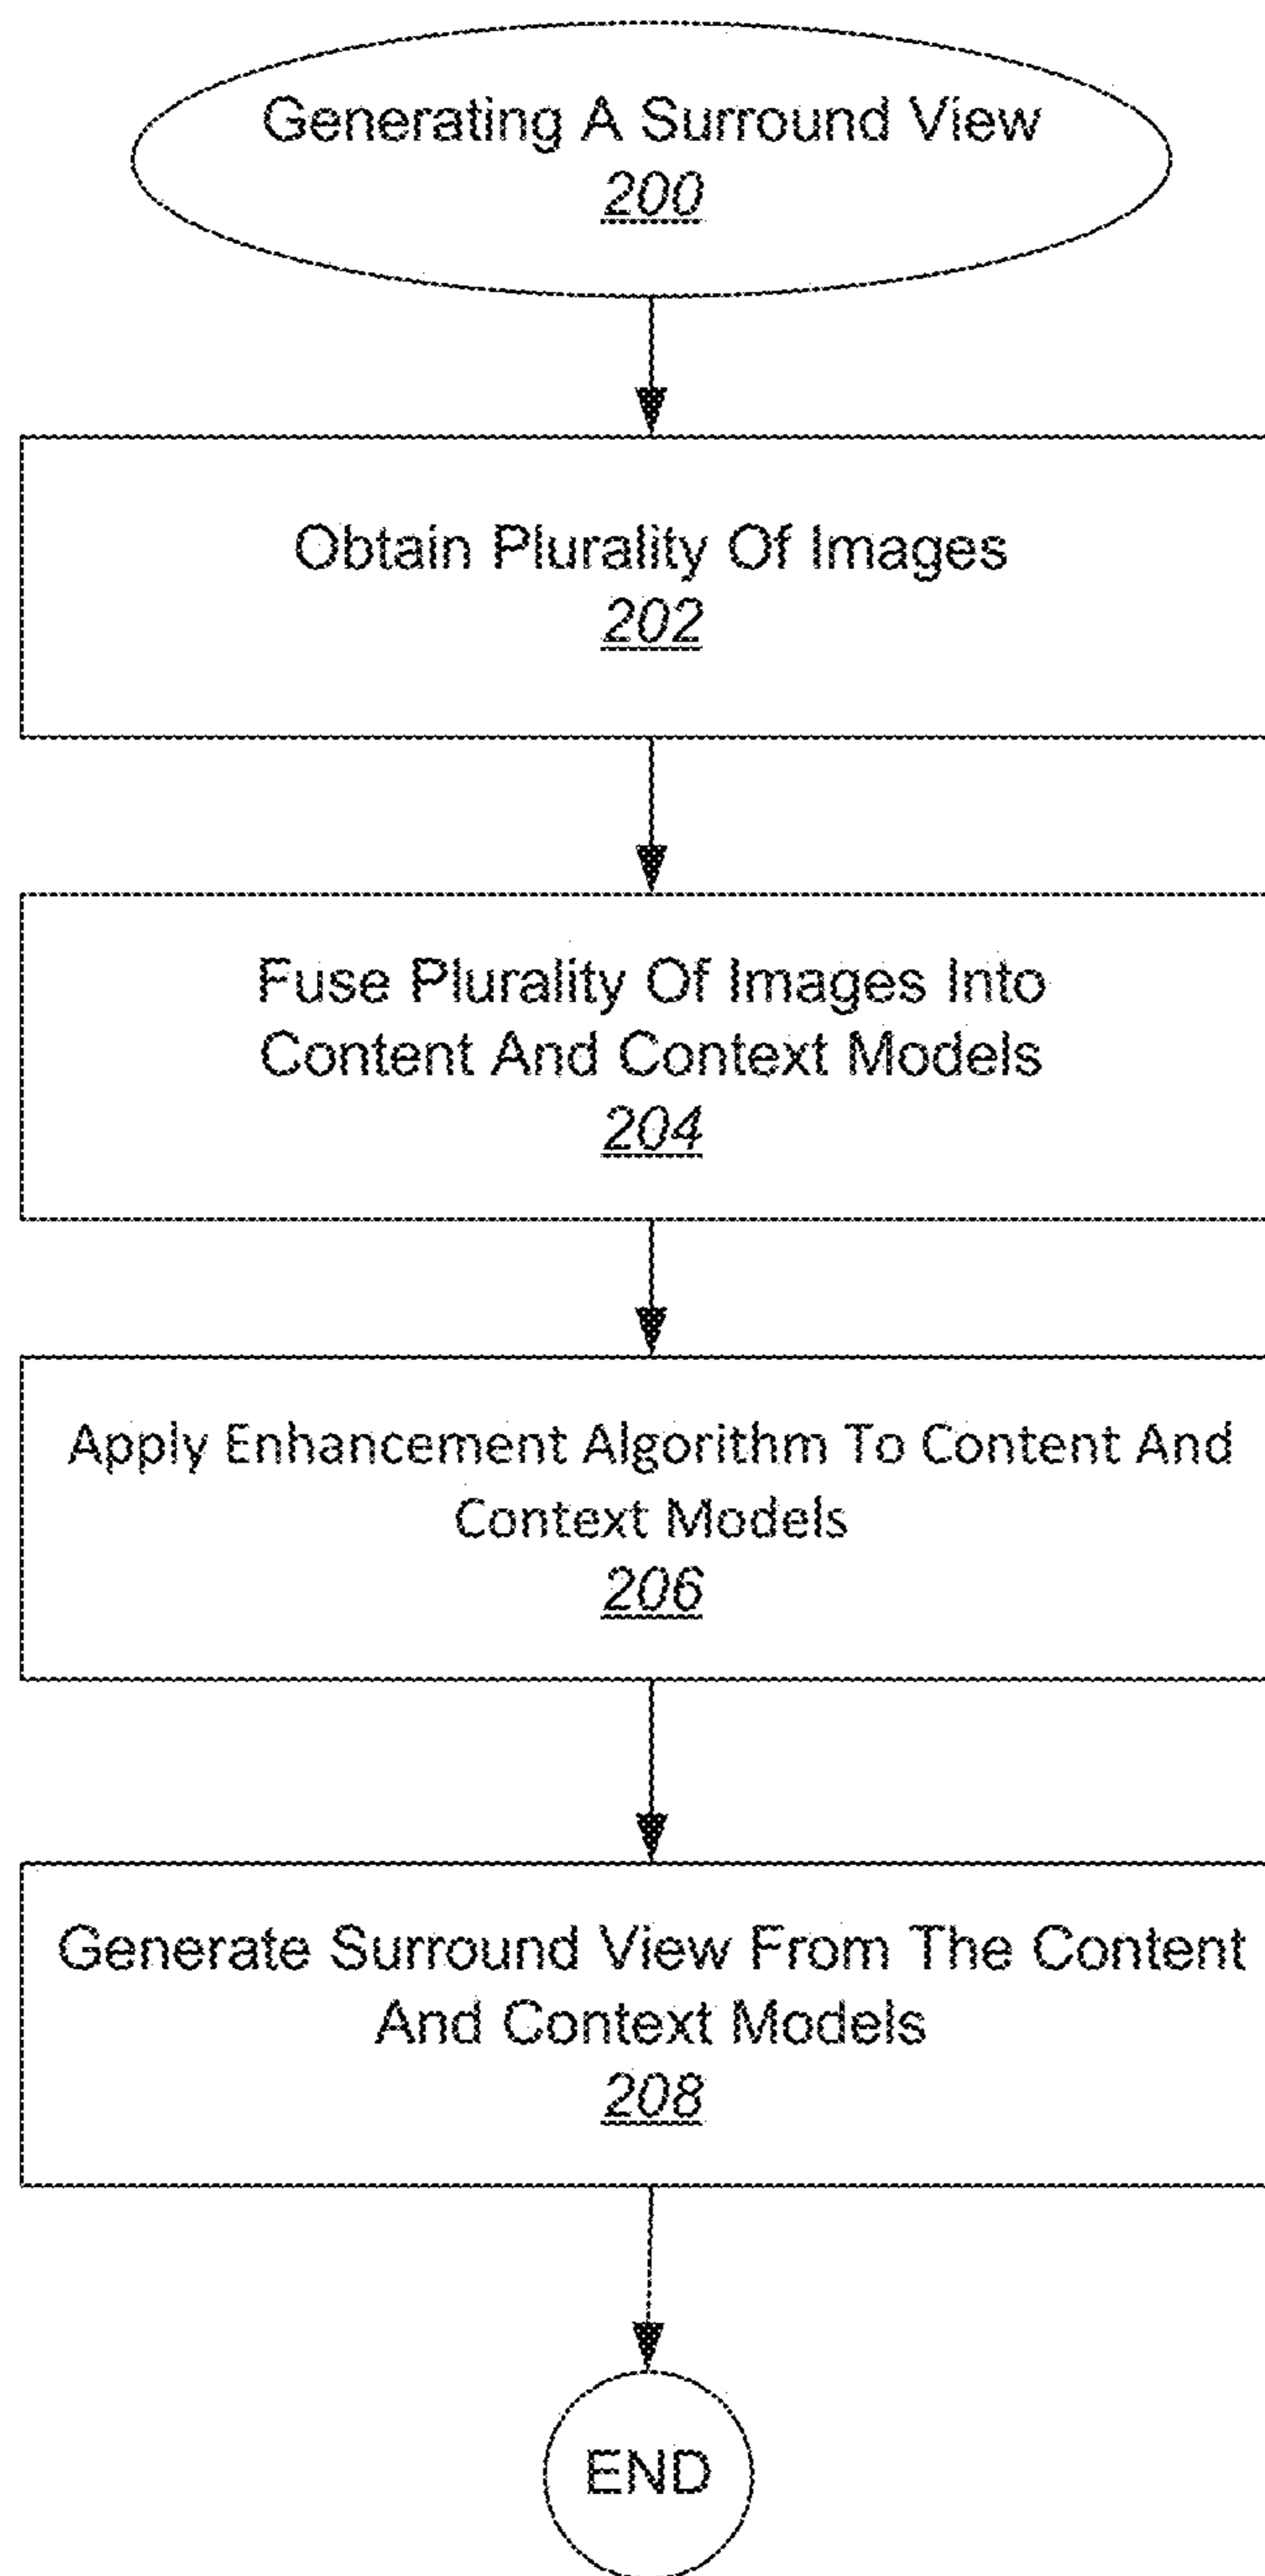 Generating A Surround View
200
Obtain Plurality Of Images
202
Fuse Plurality Of Images Into
Content And Context Models
204
Apply Enhancement Algorithm To Content And
Context Models
206
Generate Surround View From The Content
And Context Models
208
END